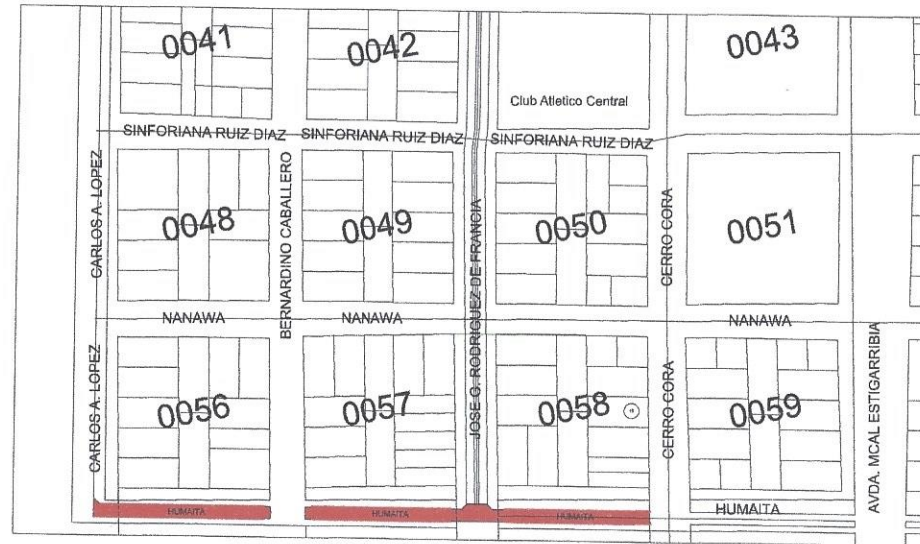 0041
0042
0043
Club Atletico Central
SINFORIANA RUIZ DIAZ
SINFORIANA RUIZ DIAZ
SINFORIANA RUIZ DIAZ
CARLOS A. LOPEZ
0048
BERNARDINO CABALLERO
0049
JOSE G. RODRIGUEZ DE FRANCIA
0050
CERRO CORA
0051
NANAWA
NANAWA
NANAWA
CARLOS A. LOPEZ
0056
0057
0058
CERRO CORA
0059
AVDA. MCAL ESTIGARRIBIA
HUMAITA
HUMAITA
HUMAITA
HUMAITA